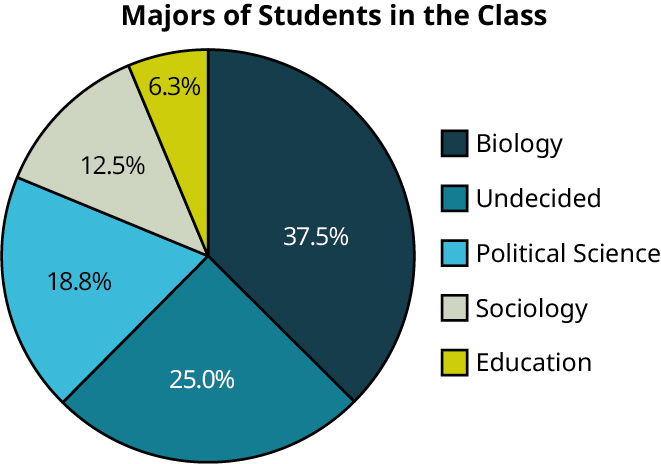 Majors of Students in the Class
6.3%
12.5%
37.5%
18.8%
25.0%
Biology
Undecided
Political Science
Sociology
Education